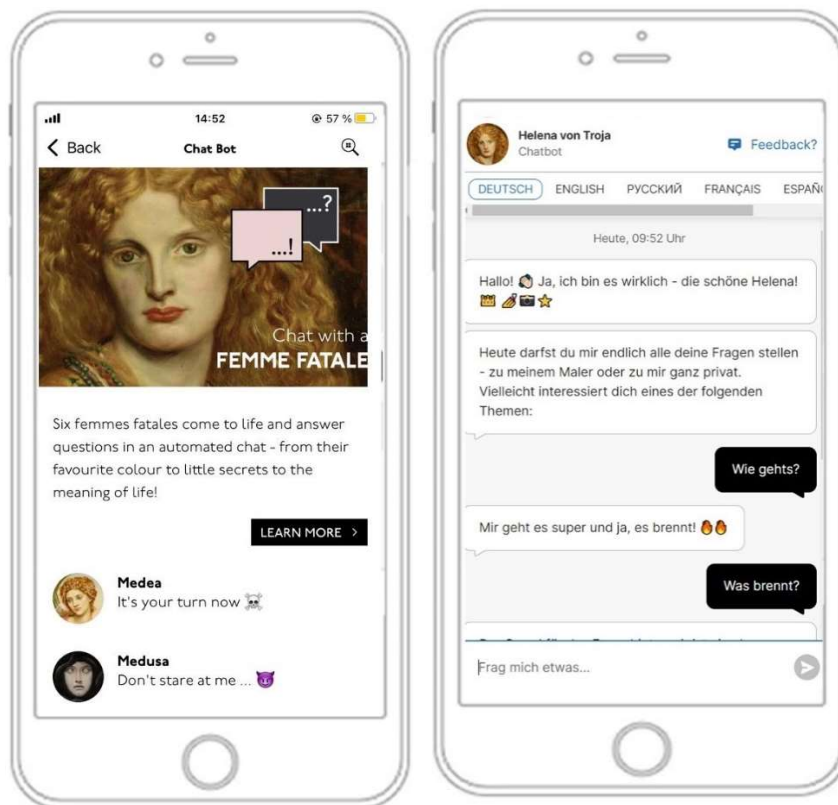 14:52
57 %
Back
Chat Bot
...?
...!
Chat with a
FEMME FATALE
Six femmes fatales come to life and answer
questions in an automated chat - from their
favourite colour to little secrets to the
meaning of life!
LEARN MORE >
Medea
It's your turn now ☠️
Medusa
Don't stare at me ... 😈
Helena von Troja
Chatbot
Feedback?
DEUTSCH ENGLISH РУССКИЙ FRANÇAIS ESPAÑ
Heute, 09:52 Uhr
Hallo! 👏🏻 Ja, ich bin es wirklich - die schöne Helena!
👑 💅 📷 ⭐
Heute darfst du mir endlich alle deine Fragen stellen
- zu meinem Maler oder zu mir ganz privat.
Vielleicht interessiert dich eines der folgenden
Themen:
Wie gehts?
Mir geht es super und ja, es brennt! 🔥🔥
Was brennt?
Frag mich etwas...